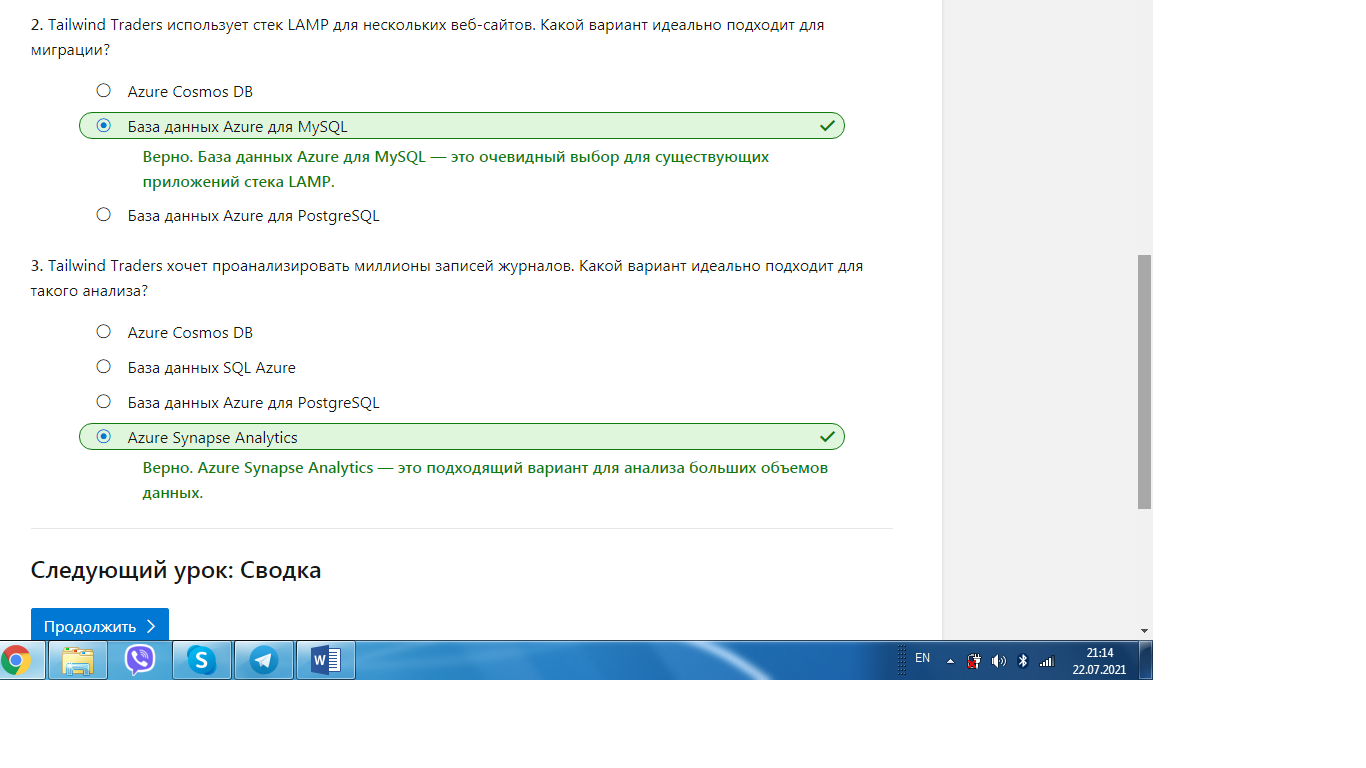 2. Tailwind Traders использует стек LAMP для нескольких веб-сайтов. Какой вариант идеально подходит для
миграции?
Azure Cosmos DB
База данных Azure для MySQL
Верно. База данных Azure для MySQL — это очевидный выбор для существующих
приложений стека LAMP.
База данных Azure для PostgreSQL
3. Tailwind Traders хочет проанализировать миллионы записей журналов. Какой вариант идеально подходит для
такого анализа?
Azure Cosmos DB
База данных SQL Azure
База данных Azure для PostgreSQL
Azure Synapse Analytics
Верно. Azure Synapse Analytics — это подходящий вариант для анализа больших объемов
данных.
Следующий урок: Сводка
Продолжить
S
W
EN
21:14
22.07.2021